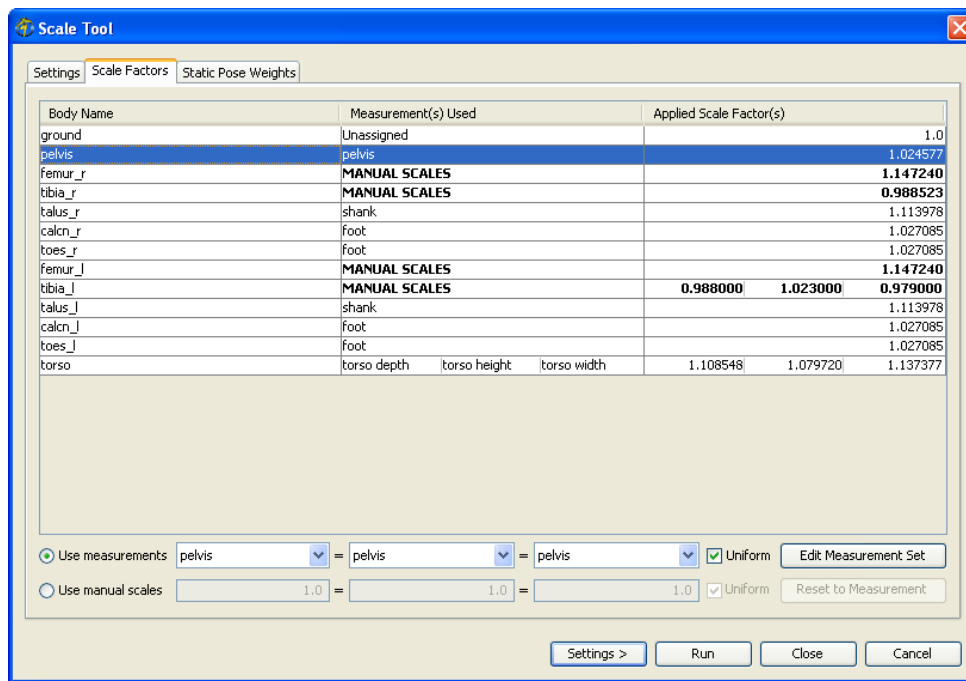 Scale Tool
Settings Scale Factors Static Pose Weights
Body Name Measurement(s) Used Applied Scale Factor(s)
ground Unassigned 1.0
pelvis pelvis 1.024577
femur_r MANUAL SCALES 1.147240
tibia_r MANUAL SCALES 0.988523
talus_r shank 1.113978
calcn_r foot 1.027085
toes_r foot 1.027085
femur_l MANUAL SCALES 1.147240
tibia_l MANUAL SCALES 0.988000 1.023000 0.979000
talus_l shank 1.113978
calcn_l foot 1.027085
toes_l foot 1.027085
torso torso depth torso height torso width 1.108548 1.079720 1.137377
Use measurements pelvis = pelvis = pelvis Uniform Edit Measurement Set
Use manual scales 1.0 = 1.0 = 1.0 Uniform Reset to Measurement
Settings > Run Close Cancel